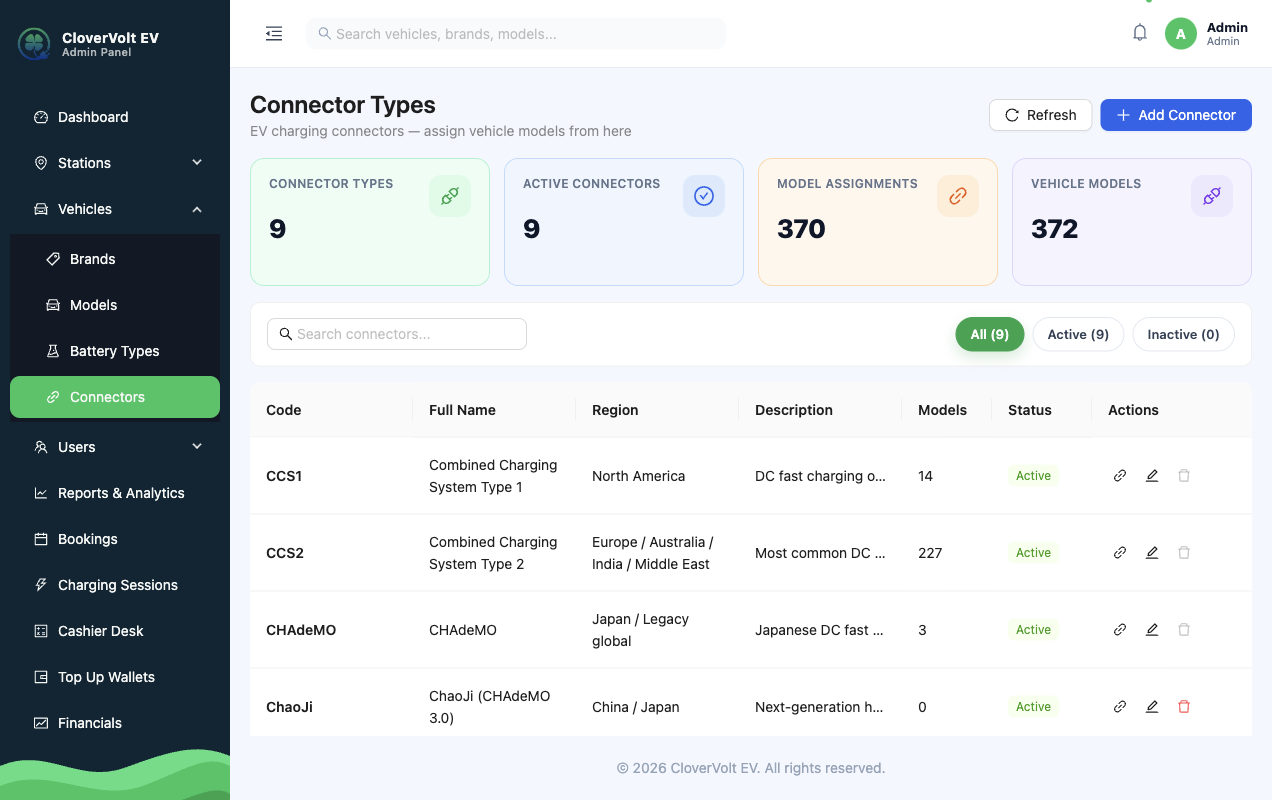 CloverVolt EV
Admin Panel
Dashboard
Stations
Vehicles
Brands
Models
Battery Types
Connectors
Users
Reports & Analytics
Bookings
Charging Sessions
Cashier Desk
Top Up Wallets
Financials
Search vehicles, brands, models...
A
Admin
Admin
Connector Types
EV charging connectors — assign vehicle models from here
Refresh
Add Connector
CONNECTOR TYPES
9
ACTIVE CONNECTORS
9
MODEL ASSIGNMENTS
370
VEHICLE MODELS
372
Search connectors...
All (9)
Active (9)
Inactive (0)
Code Full Name Region Description Models Status Actions
CCS1
Combined Charging
System Type 1
North America
DC fast charging o...
14
Active
CCS2
Combined Charging
System Type 2
Europe / Australia /
India / Middle East
Most common DC ...
227
Active
CHAdeMO
CHAdeMO
Japan / Legacy
global
Japanese DC fast ...
3
Active
ChaoJi
ChaoJi (CHAdeMO
3.0)
China / Japan
Next-generation h...
0
Active
© 2026 CloverVolt EV. All rights reserved.